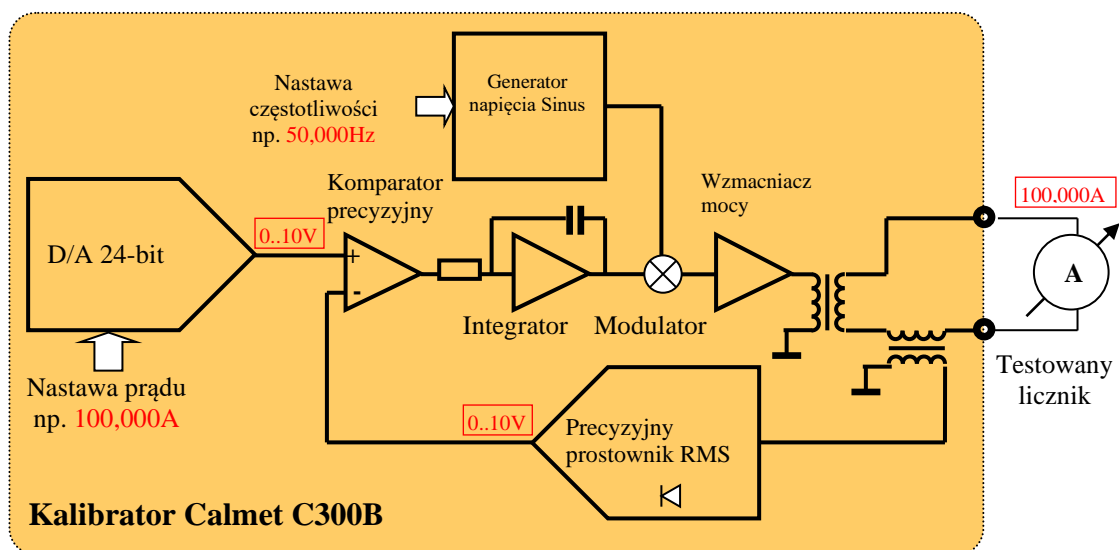 Nastawa
częstotliwości
np. 50,000Hz
Generator
napięcia Sinus
Komparator
precyzyjny
Wzmacniacz
mocy
100,000A
D/A 24-bit
0..10V
+
-
A
Integrator
Modulator
Nastawa prądu
np. 100,000A
Testowany
licznik
0..10V
Precyzyjny
prostownik RMS
Kalibrator Calmet C300B